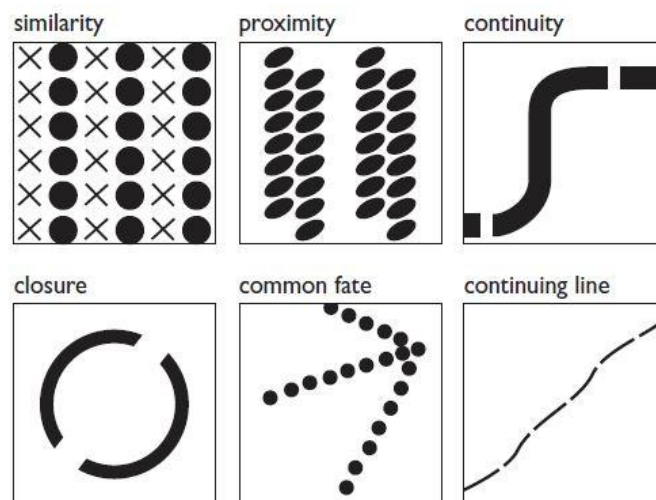 similarity
proximity
continuity
closure
common fate
continuing line